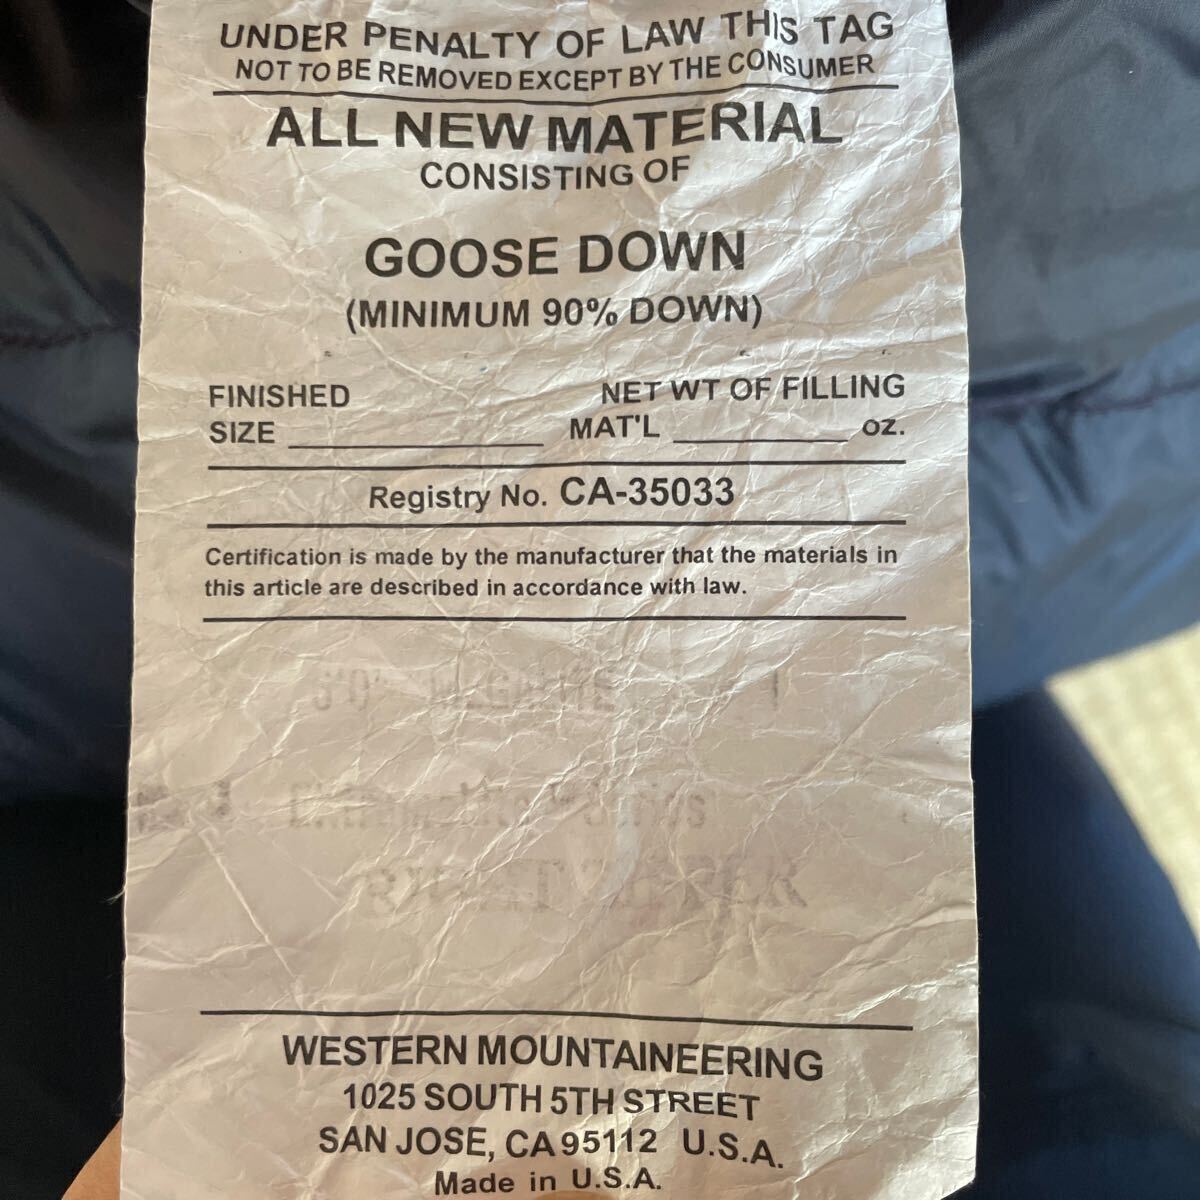 UNDER PENALTY OF LAW THIS TAG
NOT TO BE REMOVED EXCEPT BY THE CONSUMER
ALL NEW MATERIAL
CONSISTING OF
GOOSE DOWN
(MINIMUM 90% DOWN)
FINISHED
SIZE
NET WT OF FILLING
MAT'L oz.
Registry No. CA-35033
Certification is made by the manufacturer that the materials in
this article are described in accordance with law.
WESTERN MOUNTAINEERING
1025 SOUTH 5TH STREET
SAN JOSE, CA 95112 U.S.A.
Made in U.S.A.